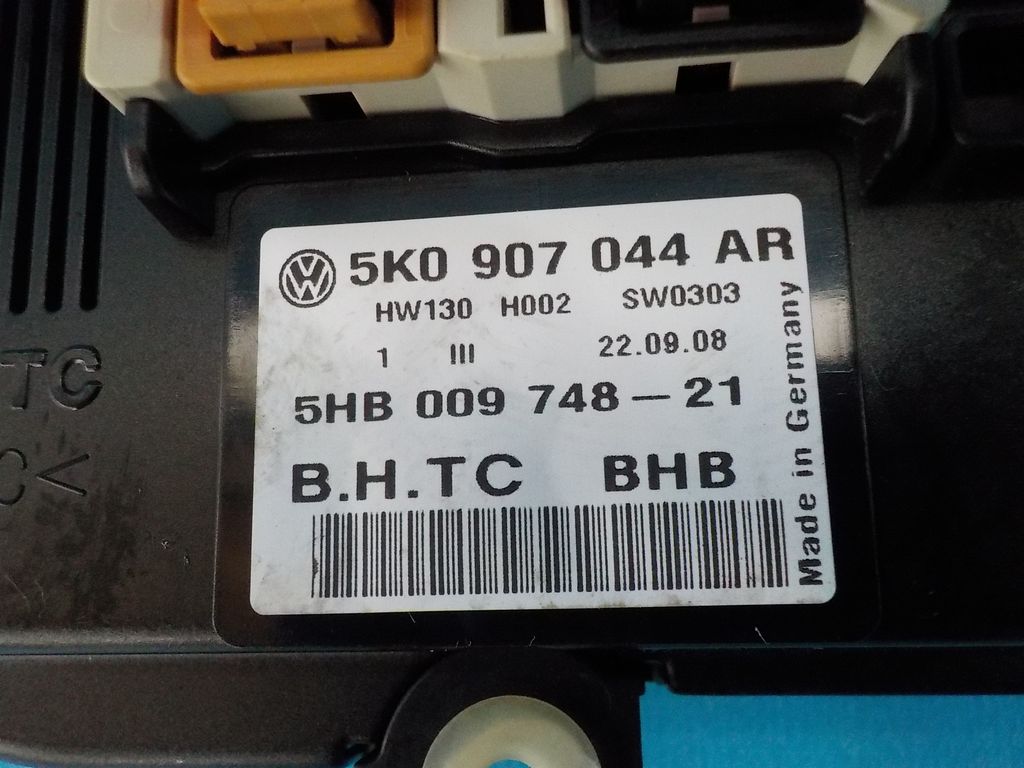 5K0 907 044 AR
HW130 H002 SW0303
1 III 22.09.08
5HB 009 748-21
B.H.TC BHB
Made in Germany
TC
C<